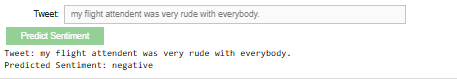 Tweet: my flight attendent was very rude with everybody.
Predict Sentiment
Tweet: my flight attendent was very rude with everybody.
Predicted Sentiment: negative